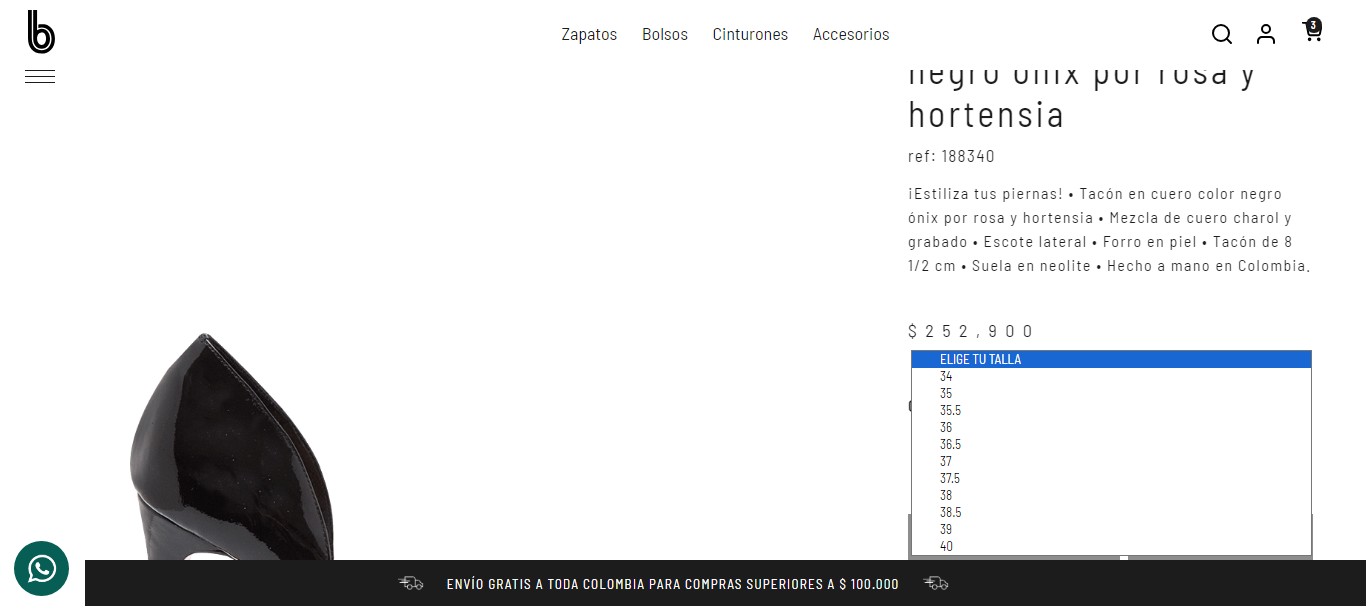 b
Zapatos Bolsos Cinturones Accesorios
3
negro ónix por rosa y
hortensia
ref: 188340
¡Estiliza tus piernas! • Tacón en cuero color negro
ónix por rosa y hortensia • Mezcla de cuero charol y
grabado • Escote lateral • Forro en piel • Tacón de 8
1/2 cm • Suela en neolite • Hecho a mano en Colombia.
$252,900
ELIGE TU TALLA
34
35
35.5
36
36.5
37
37.5
38
38.5
39
40
ENVÍO GRATIS A TODA COLOMBIA PARA COMPRAS SUPERIORES A $ 100.000